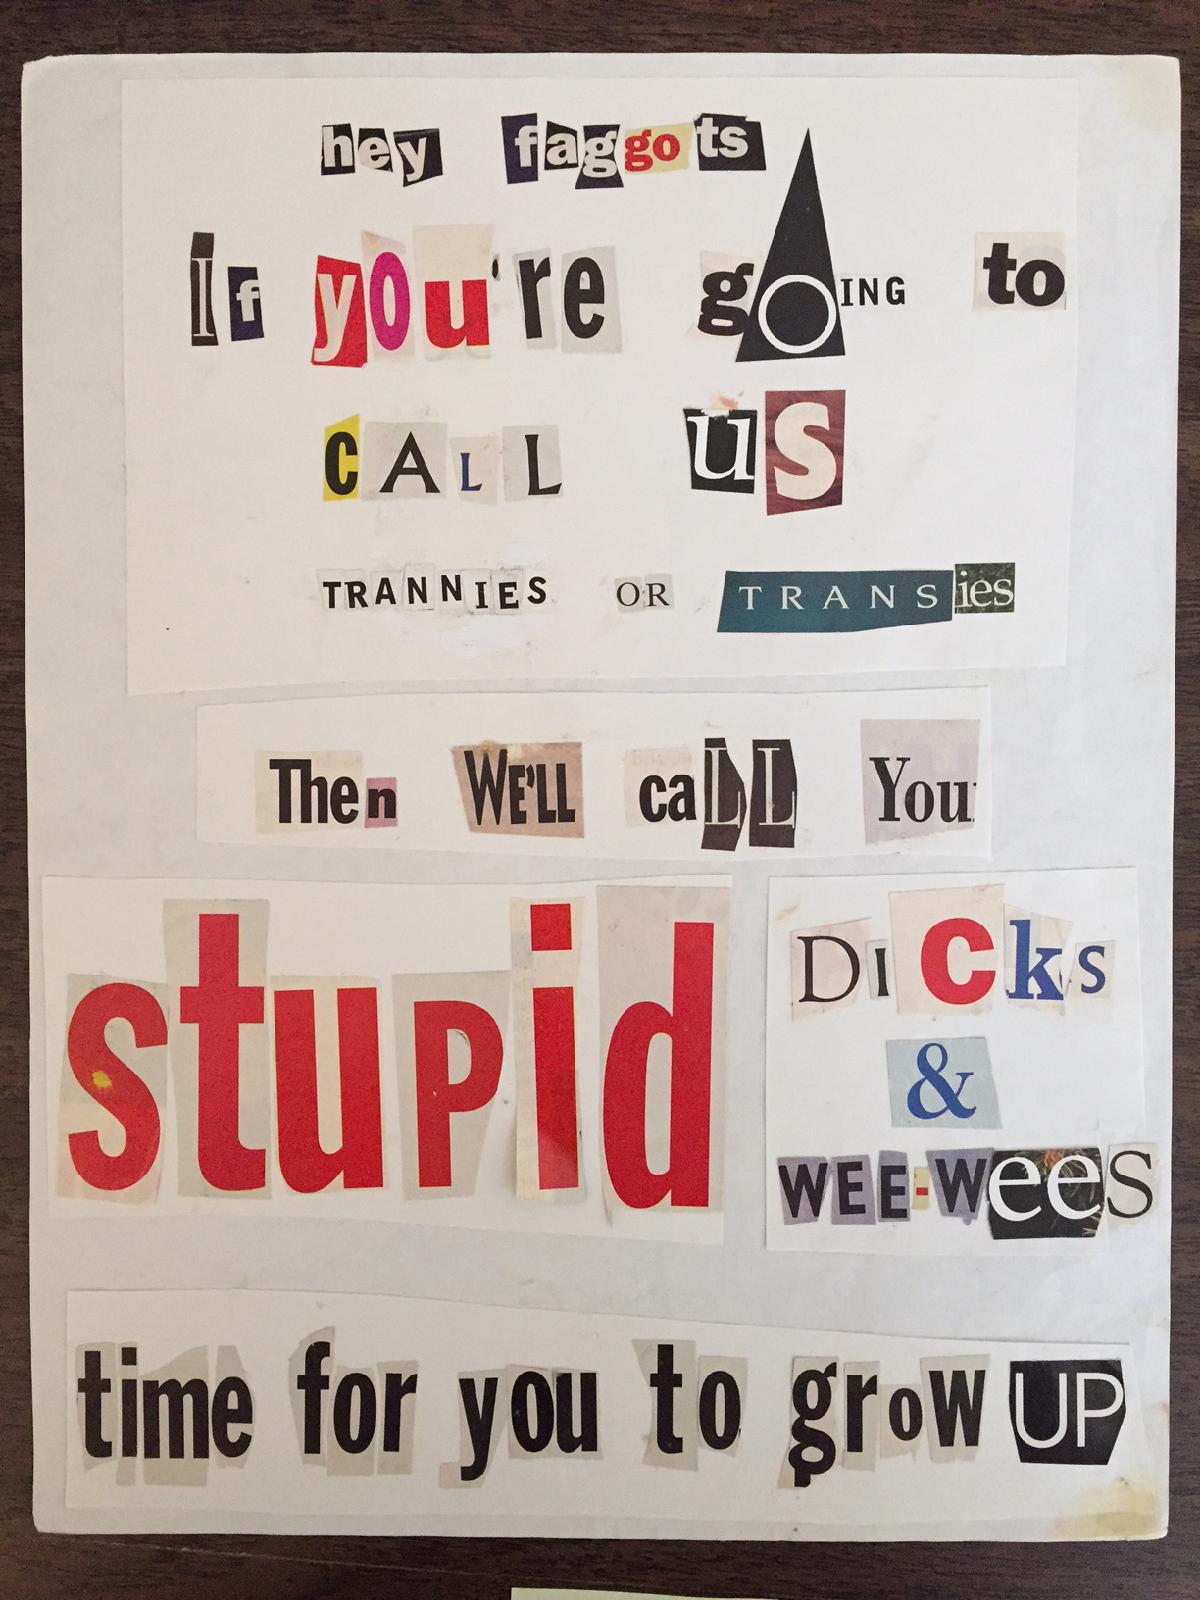 hey faggots
If you're gOING to
CALL uS
TRANNIES OR TRANSies
Then WE'LL caLL You
stuPid
DIcks
&
WEE-WeeS
time for you to groW UP